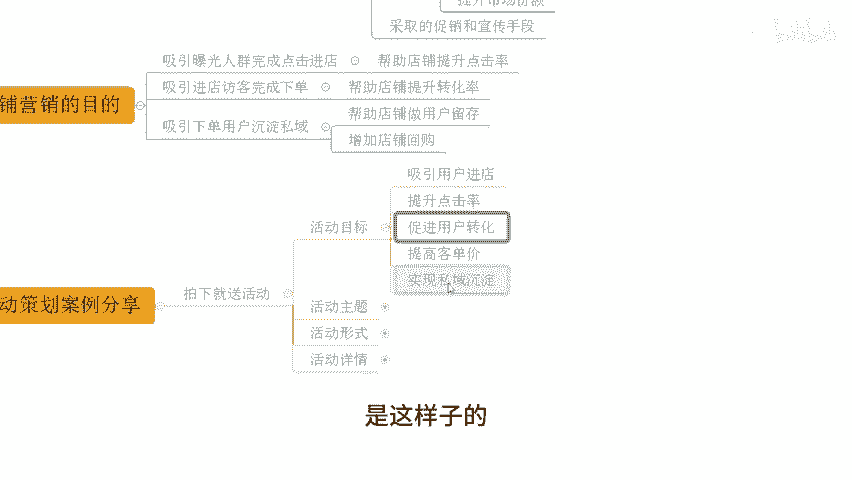 提升市场份额
采取的促销和宣传手段
吸引曝光人群完成点击进店
帮助店铺提升点击率
铺营销的目的
吸引进店访客完成下单
帮助店铺提升转化率
吸引下单用户沉淀私域
帮助店铺做用户留存
增加店铺回购
吸引用户进店
提升点击率
活动目标
促进用户转化
提高客单价
实现私域沉淀
动策划案例分享
拍下就送活动
活动主题
活动形式
活动详情
是这样子的